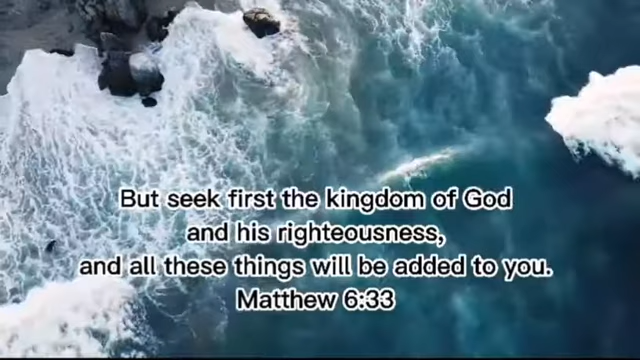 But seek first the kingdom of God
and his righteousness,
and all these things will be added to you.
Matthew 6:33